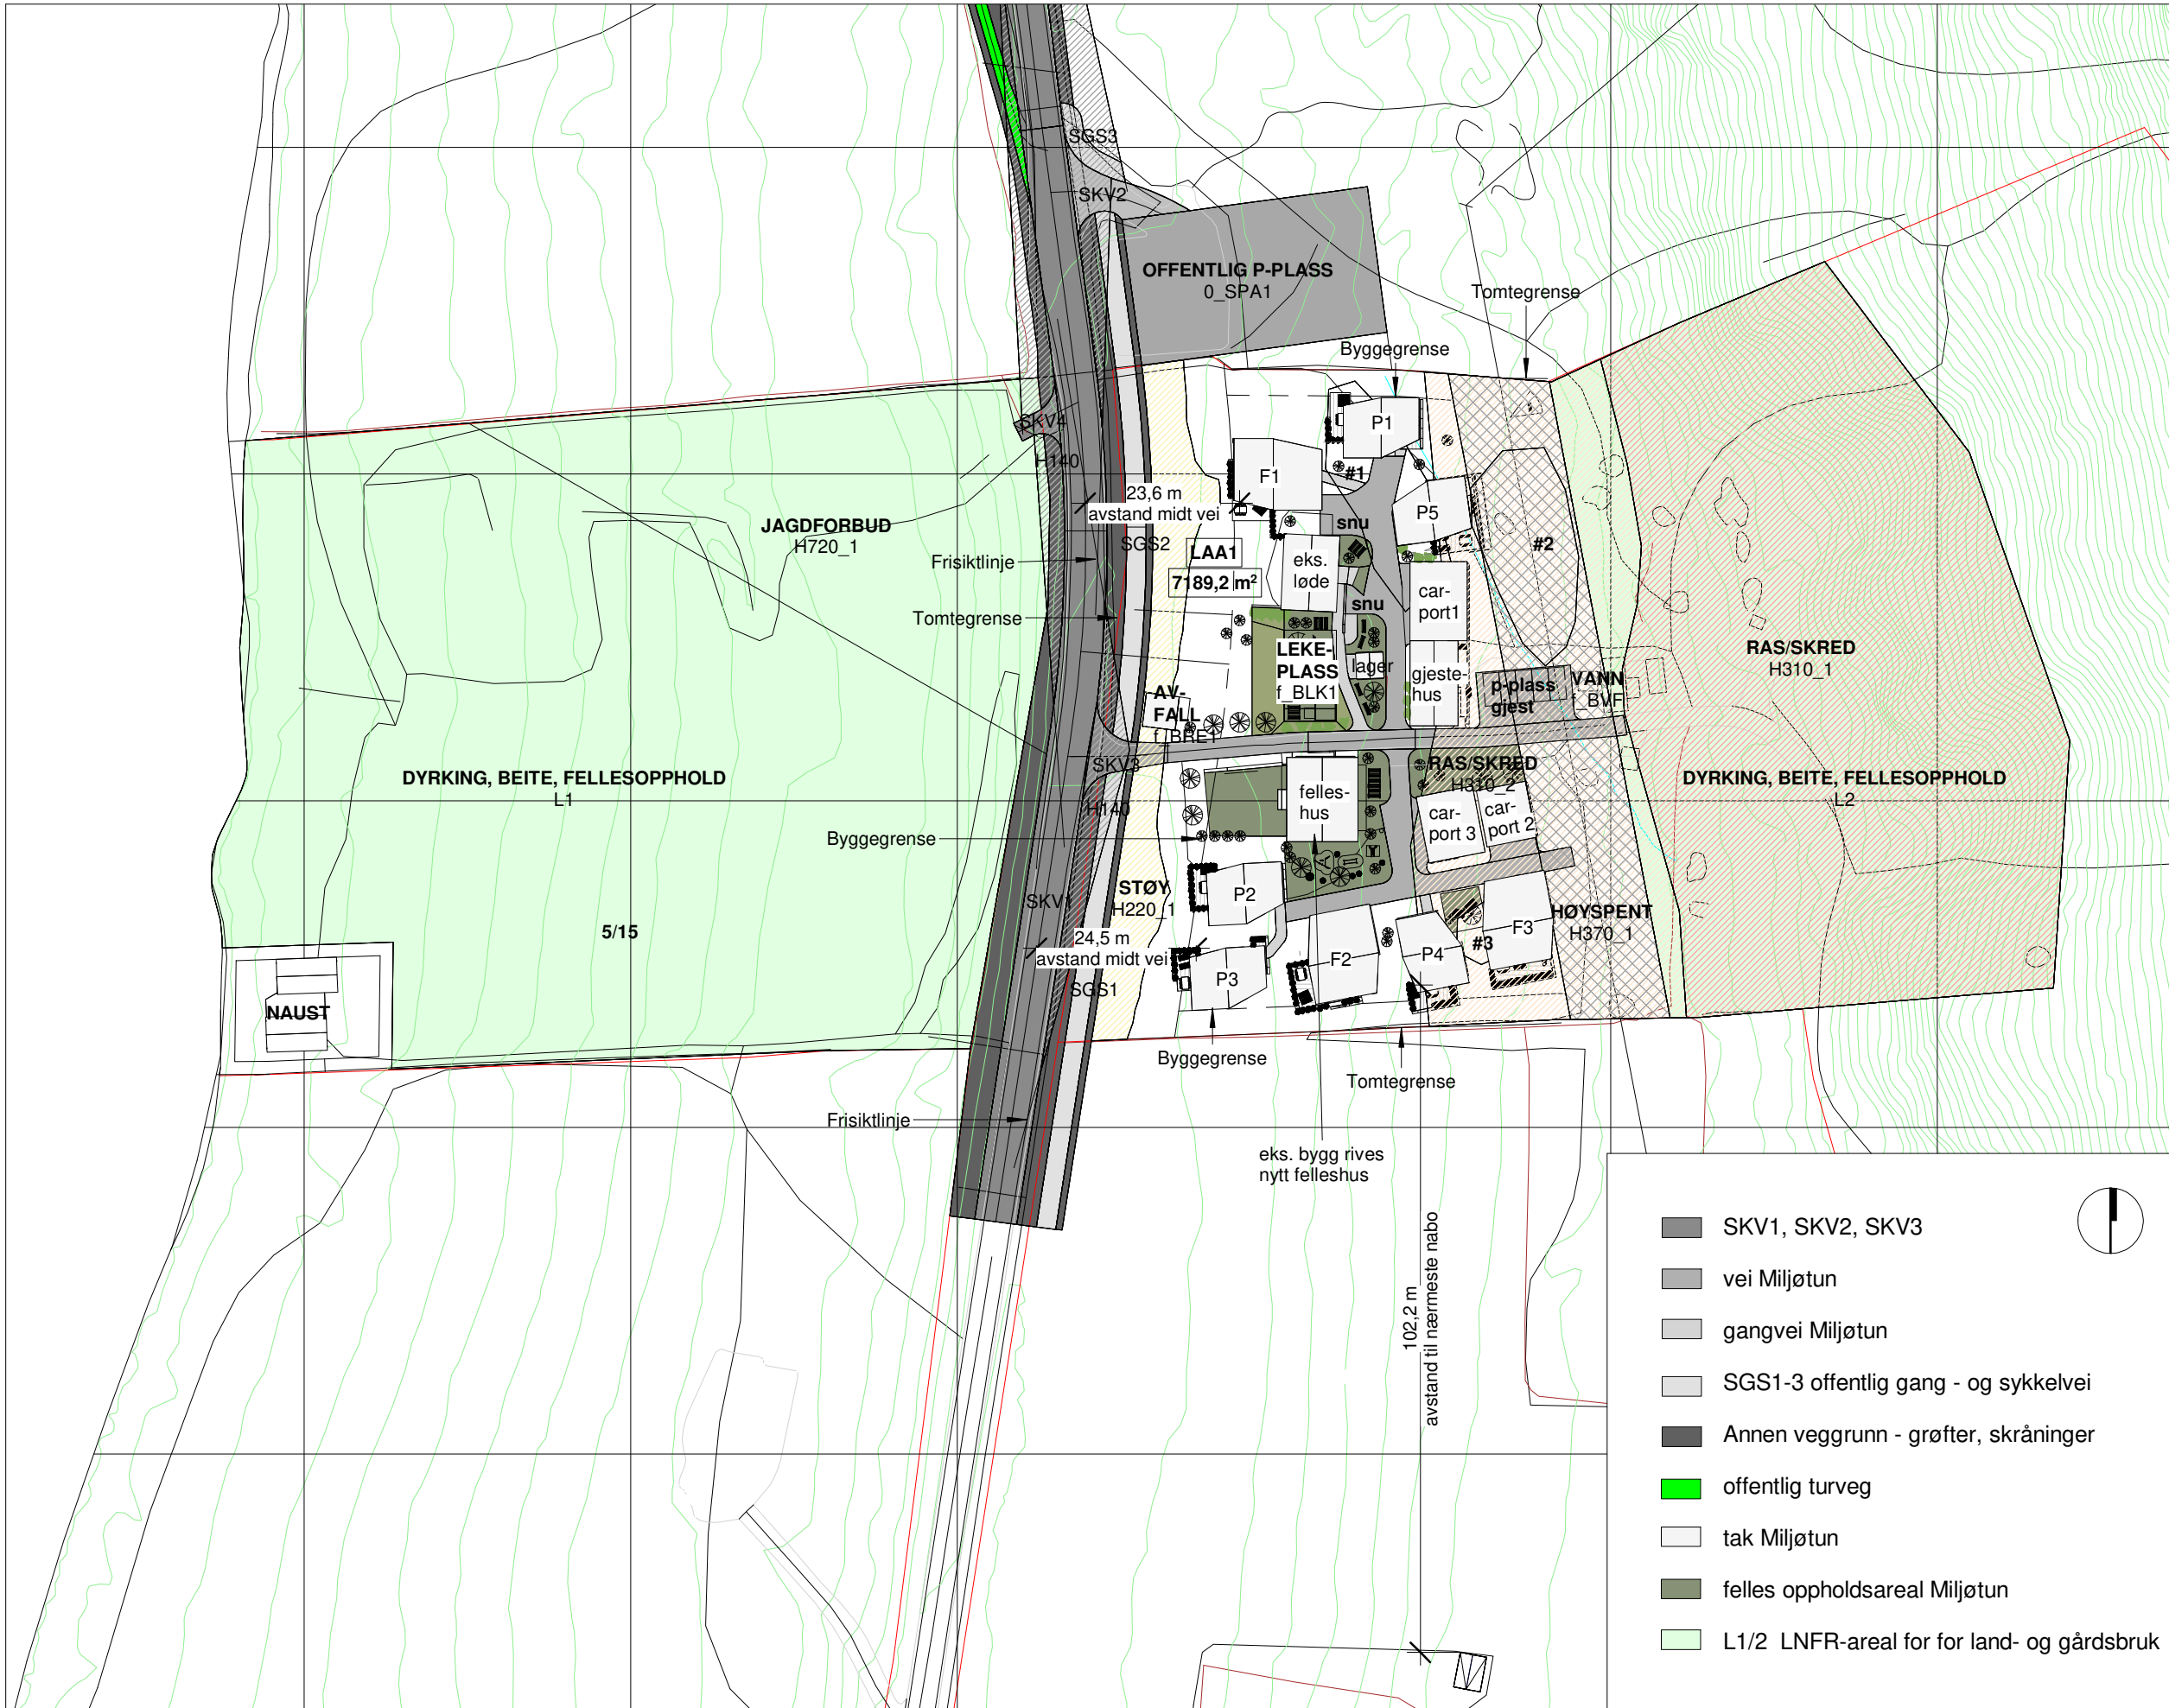 SGS3
SKV2
OFFENTLIG P-PLASS
0_SPA1
Tomtegrense
Byggegrense
SKV4
H140
P1
F1
#1
23,6 m
avstand midt vei
P5
snu
JAGDFORBUD
H720_1
SGS2
#2
Frisiktlinje
LAA1
7189,2 m²
eks.
løde
car-
port1
snu
Tomtegrense
LEKE-
PLASS
f_BLK1
lager
gjeste-
hus
RAS/SKRED
H310_1
p-plass
gjest
VANN
f_BVF
AV-
FALL
f_BRE1
SKV3
RAS/SKRED
H310_2
DYRKING, BEITE, FELLESOPPHOLD
L1
DYRKING, BEITE, FELLESOPPHOLD
L2
H140
felles-
hus
car-
port 3
car-
port 2
Byggegrense
STØY
H220_1
P2
SKV1
HØYSPENT
H370_1
5/15
24,5 m
avstand midt vei
F3
#3
P4
F2
P3
SGS1
NAUST
Byggegrense
Tomtegrense
Frisiktlinje
eks. bygg rives
nytt felleshus
102,2 m
avstand til nærmeste nabo
SKV1, SKV2, SKV3
vei Miljøtun
gangvei Miljøtun
SGS1-3 offentlig gang - og sykkelvei
Annen veggrunn - grøfter, skråninger
offentlig turveg
tak Miljøtun
felles oppholdsareal Miljøtun
L1/2 LNFR-areal for for land- og gårdsbruk